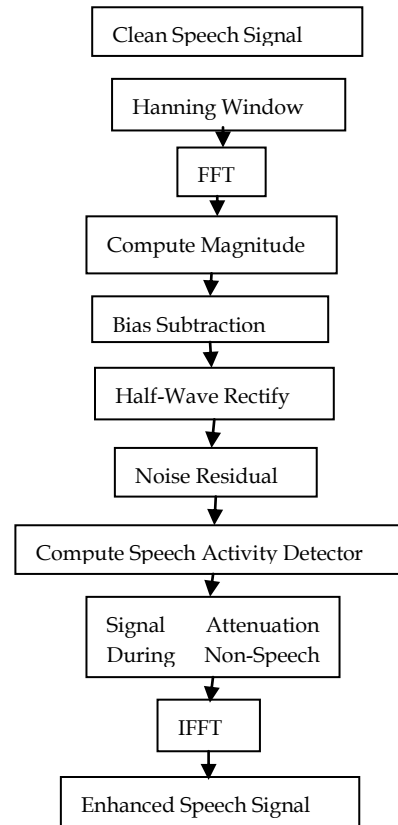 Clean Speech Signal
Hanning Window
FFT
Compute Magnitude
Bias Subtraction
Half-Wave Rectify
Noise Residual
Compute Speech Activity Detector
Signal Attenuation
During Non-Speech
IFFT
Enhanced Speech Signal